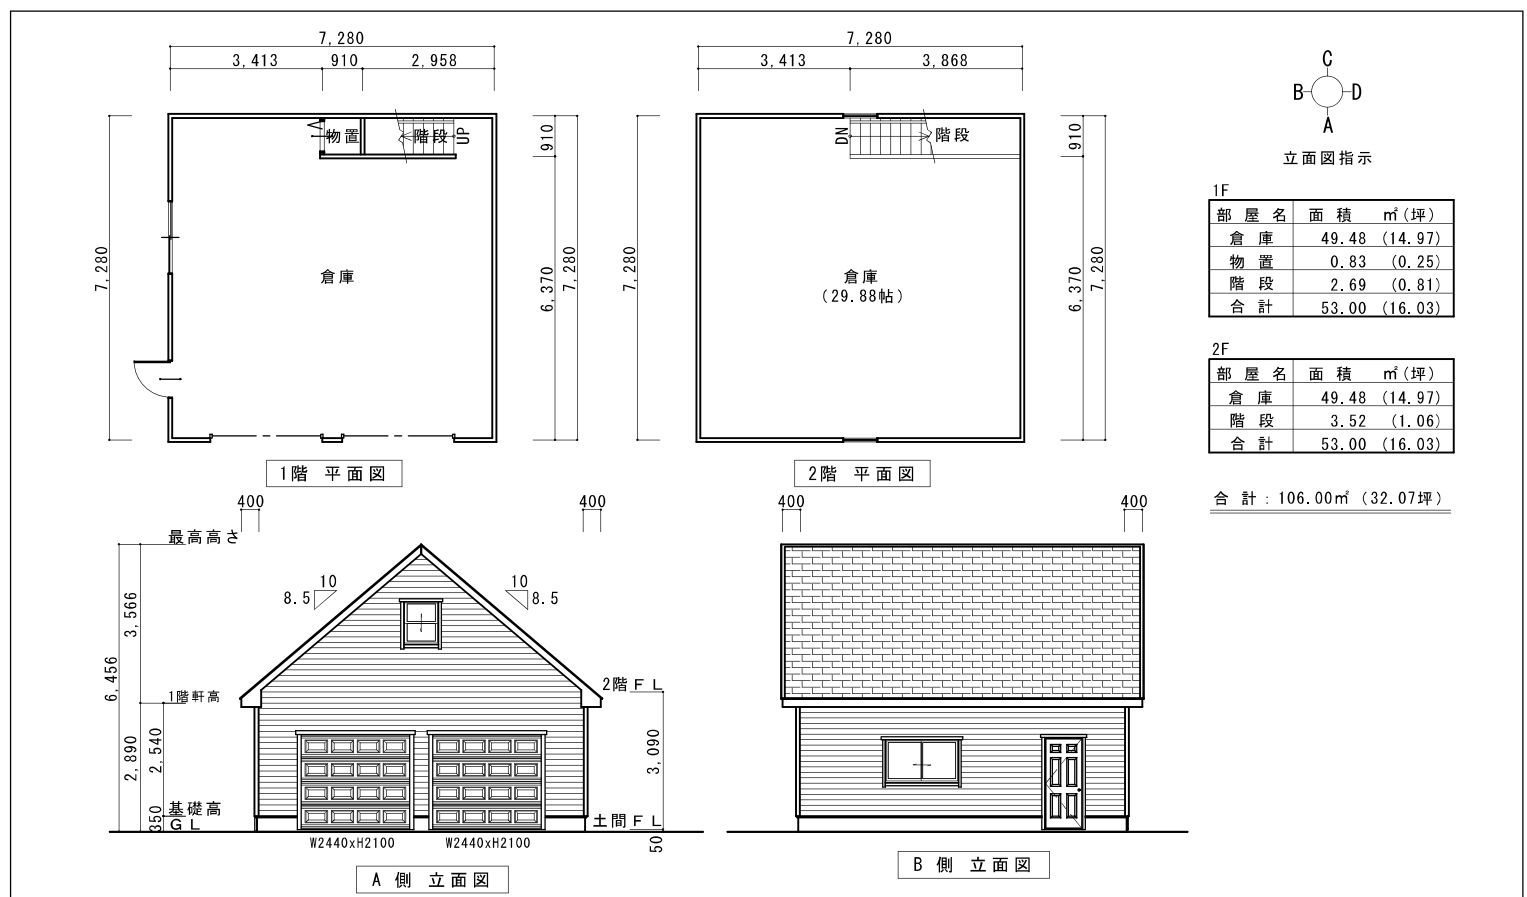 7,280
3,413 910 2,958
7,280
物置
階段
UP
910
6,370
7,280
倉庫
1階 平面図
7,280
3,413 3,868
7,280
DN
階段
910
6,370
7,280
倉庫
(29.88帖)
2階 平面図
C
B D
A
立面図指示
1F
部屋名 面積 ㎡(坪)
倉庫 49.48 (14.97)
物置 0.83 (0.25)
階段 2.69 (0.81)
合計 53.00 (16.03)
2F
部屋名 面積 ㎡(坪)
倉庫 49.48 (14.97)
階段 3.52 (1.06)
合計 53.00 (16.03)
合計:106.00㎡(32.07坪)
400 400
最高高さ
10
8.5
10
8.5
3,566
6,456
1階軒高
2階FL
2,890
2,540
3,090
350
基礎高
GL
土間FL
50
W2440xH2100 W2440xH2100
A側 立面図
400 400
B側 立面図